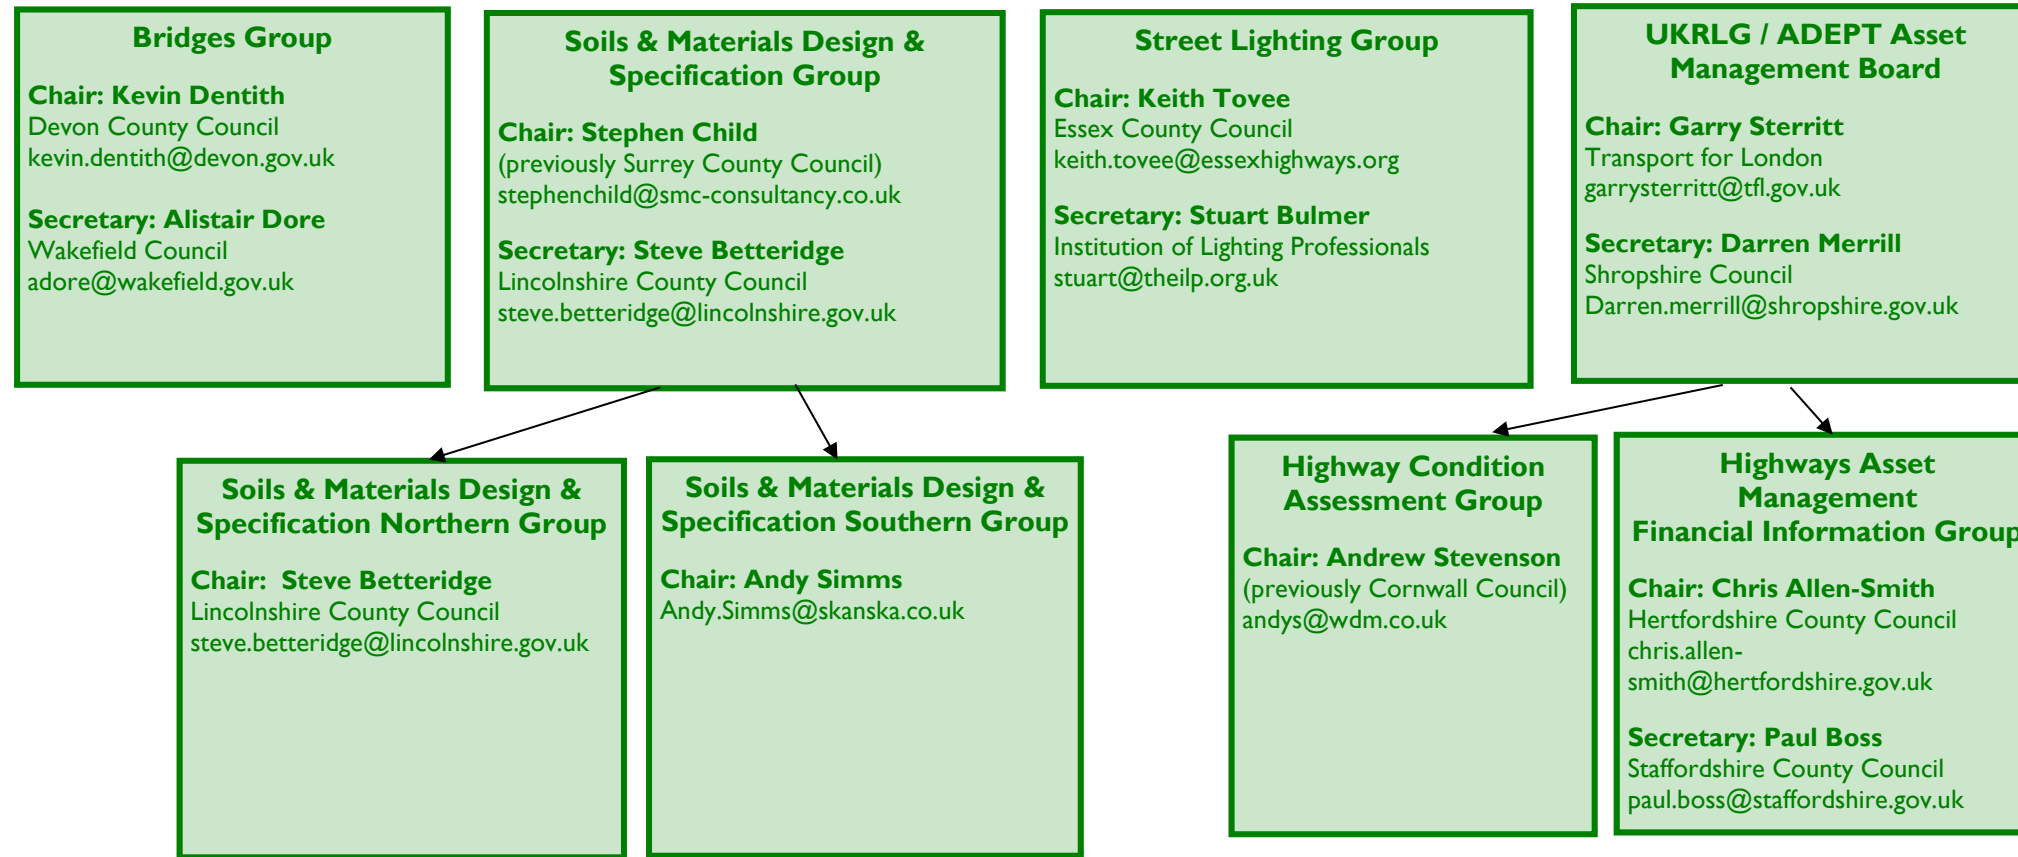 Bridges Group
Chair: Kevin Dentith
Devon County Council
kevin.dentith@devon.gov.uk
Secretary: Alistair Dore
Wakefield Council
adore@wakefield.gov.uk
Soils & Materials Design &
Specification Group
Chair: Stephen Child
(previously Surrey County Council)
stephenchild@smc-consultancy.co.uk
Secretary: Steve Betteridge
Lincolnshire County Council
steve.betteridge@lincolnshire.gov.uk
Street Lighting Group
Chair: Keith Tovee
Essex County Council
keith.tovee@essexhighways.org
Secretary: Stuart Bulmer
Institution of Lighting Professionals
stuart@theilp.org.uk
UKRLG / ADEPT Asset
Management Board
Chair: Garry Sterritt
Transport for London
garrysterritt@tfl.gov.uk
Secretary: Darren Merrill
Shropshire Council
Darren.merrill@shropshire.gov.uk
Soils & Materials Design &
Specification Northern Group
Chair:  Steve Betteridge
Lincolnshire County Council
steve.betteridge@lincolnshire.gov.uk
Soils & Materials Design &
Specification Southern Group
Chair: Andy Simms
Andy.Simms@skanska.co.uk
Highway Condition
Assessment Group
Chair: Andrew Stevenson
(previously Cornwall Council)
andys@wdm.co.uk
Highways Asset
Management
Financial Information Group
Chair: Chris Allen-Smith
Hertfordshire County Council
chris.allen-
smith@hertfordshire.gov.uk
Secretary: Paul Boss
Staffordshire County Council
paul.boss@staffordshire.gov.uk